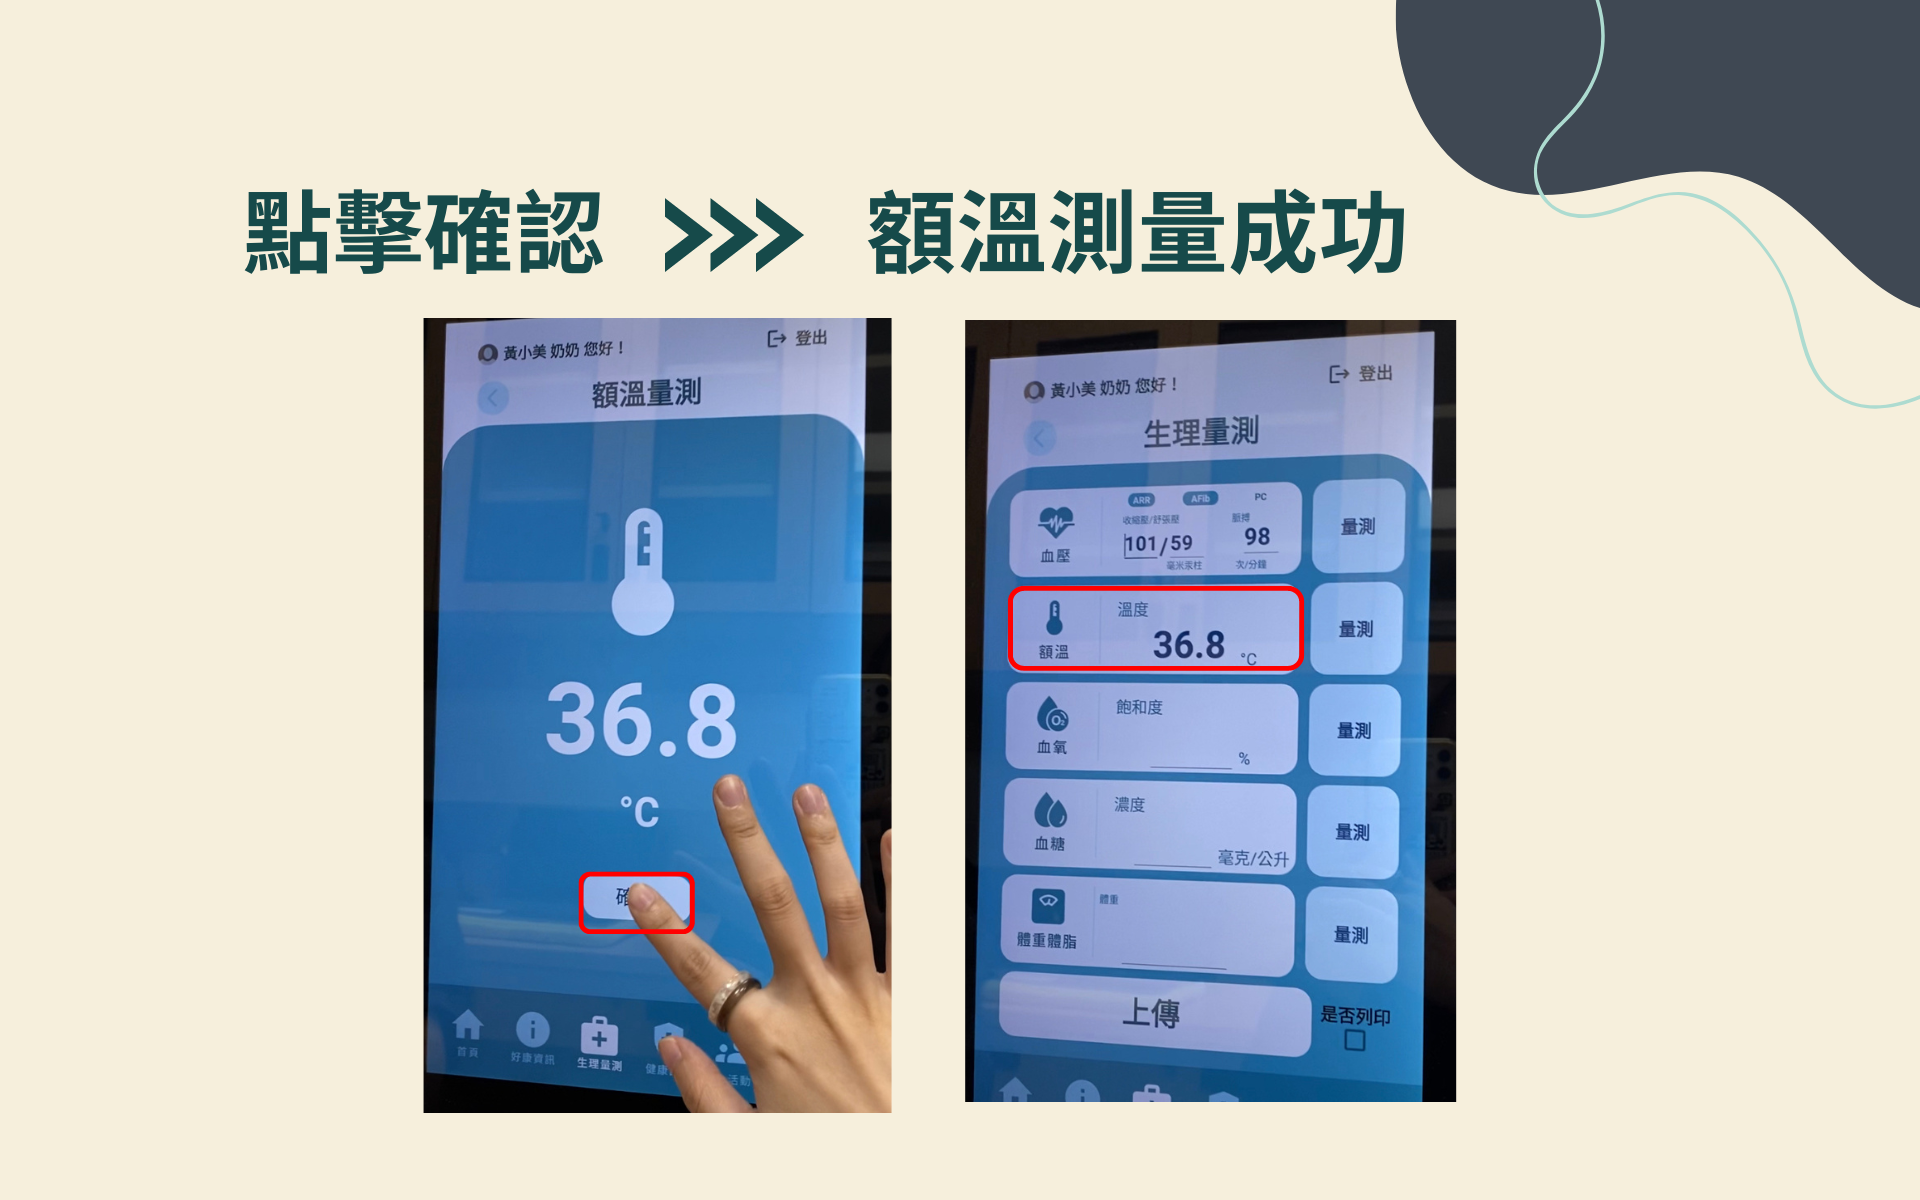 點擊確認 >>> 額溫測量成功
黃小美 奶奶 您好！
登出
額溫量測
36.8
°C
確
首頁
好康資訊
生理量測
健康
活動
黃小美 奶奶 您好！
登出
生理量測
血壓
ARR
AFib
PC
收縮壓/舒張壓
脈搏
101/59
98
毫米汞柱
次/分鐘
量測
額溫
溫度
36.8
°C
量測
血氧
O₂
飽和度
%
量測
血糖
濃度
毫克/公升
量測
體重體脂
體重
量測
上傳
是否列印